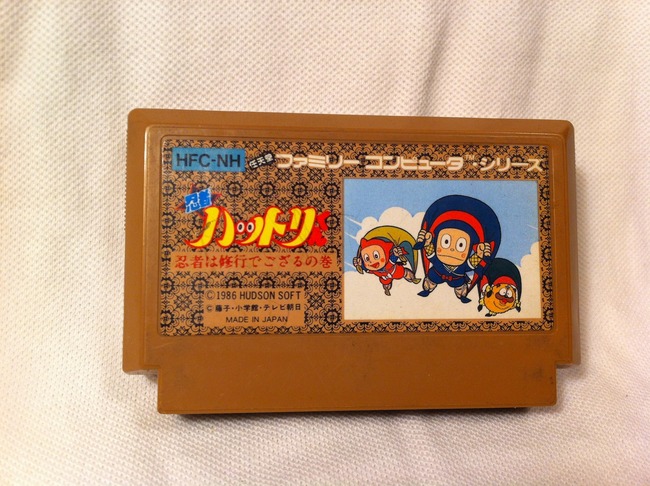 HFC-NH 任天堂 ファミリーコンピュータ・シリーズ
忍者
ハットリくん
忍者は修行でござるの巻
©1986 HUDSON SOFT
© 藤子・小学館・テレビ朝日
MADE IN JAPAN